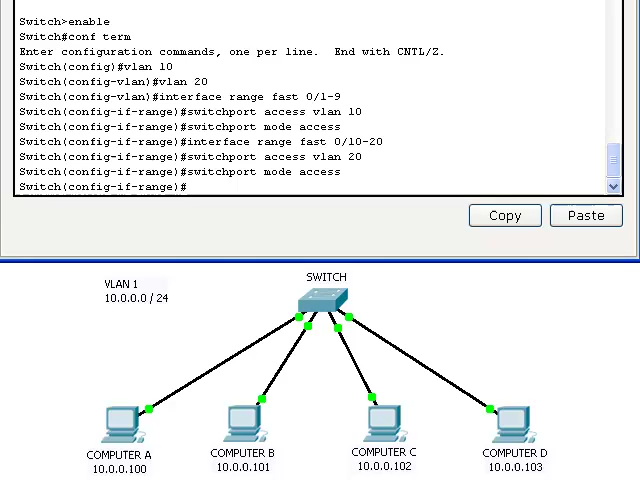 Switch>enable
Switch#conf term
Enter configuration commands, one per line.  End with CNTL/Z.
Switch(config)#vlan 10
Switch(config-vlan)#vlan 20
Switch(config-vlan)#interface range fast 0/1-9
Switch(config-if-range)#switchport access vlan 10
Switch(config-if-range)#switchport mode access
Switch(config-if-range)#interface range fast 0/10-20
Switch(config-if-range)#switchport access vlan 20
Switch(config-if-range)#switchport mode access
Switch(config-if-range)#
Copy
Paste
SWITCH
VLAN 1
10.0.0.0 / 24
COMPUTER A
10.0.0.100
COMPUTER B
10.0.0.101
COMPUTER C
10.0.0.102
COMPUTER D
10.0.0.103